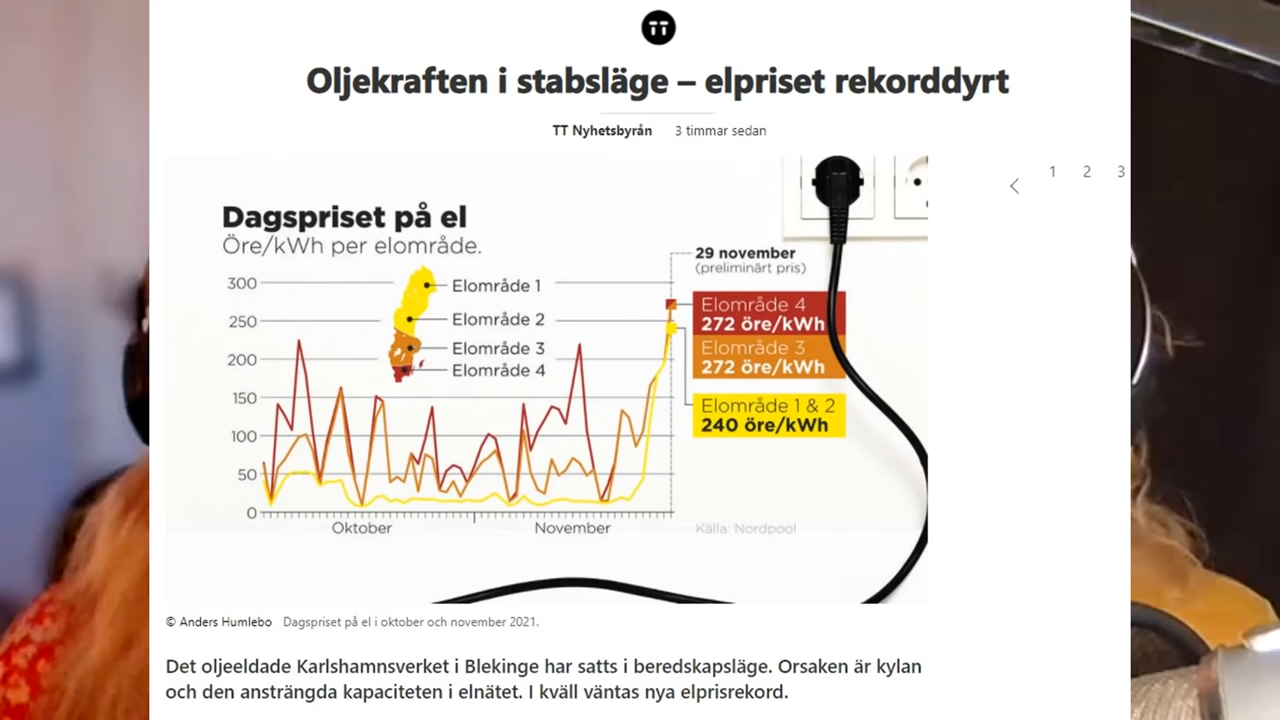 TT
Oljekraften i stabsläge – elpriset rekorddyrt
TT Nyhetsbyrån 3 timmar sedan
1 2 3
Dagspriset på el
Öre/kWh per elområde.
29 november
(preliminärt pris)
300
250
200
150
100
50
0
Elområde 1
Elområde 2
Elområde 3
Elområde 4
Elområde 4
272 öre/kWh
Elområde 3
272 öre/kWh
Elområde 1 & 2
240 öre/kWh
Oktober
November
Källa: Nordpool
© Anders Humlebo Dagspriset på el i oktober och november 2021.
Det oljeeldade Karlshamnsverket i Blekinge har satts i beredskapsläge. Orsaken är kylan
och den ansträngda kapaciteten i elnätet. I kväll väntas nya elprisrekord.